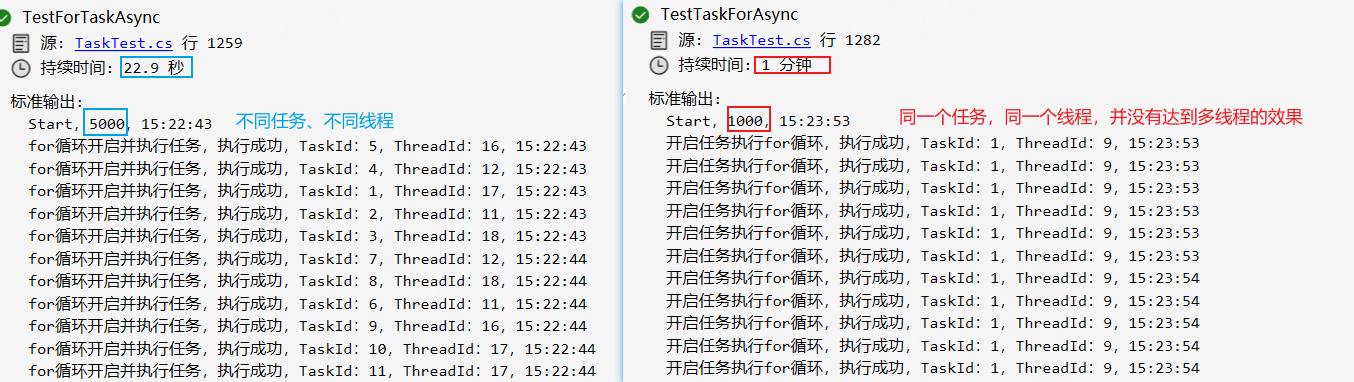 TestForTaskAsync
源: TaskTest.cs 行 1259
持续时间: 22.9 秒
标准输出:
Start, 5000, 15:22:43 不同任务、不同线程
for循环开启并执行任务，执行成功，TaskId：5, ThreadId：16, 15:22:43
for循环开启并执行任务，执行成功，TaskId：4, ThreadId：12, 15:22:43
for循环开启并执行任务，执行成功，TaskId：1, ThreadId：17, 15:22:43
for循环开启并执行任务，执行成功，TaskId：2, ThreadId：11, 15:22:43
for循环开启并执行任务，执行成功，TaskId：3, ThreadId：18, 15:22:43
for循环开启并执行任务，执行成功，TaskId：7, ThreadId：12, 15:22:44
for循环开启并执行任务，执行成功，TaskId：8, ThreadId：18, 15:22:44
for循环开启并执行任务，执行成功，TaskId：6, ThreadId：11, 15:22:44
for循环开启并执行任务，执行成功，TaskId：9, ThreadId：16, 15:22:44
for循环开启并执行任务，执行成功，TaskId：10, ThreadId：17, 15:22:44
for循环开启并执行任务，执行成功，TaskId：11, ThreadId：17, 15:22:44
TestTaskForAsync
源: TaskTest.cs 行 1282
持续时间: 1 分钟
标准输出:
Start, 1000, 15:23:53 同一个任务，同一个线程，并没有达到多线程的效果
开启任务执行for循环，执行成功，TaskId：1, ThreadId：9, 15:23:53
开启任务执行for循环，执行成功，TaskId：1, ThreadId：9, 15:23:53
开启任务执行for循环，执行成功，TaskId：1, ThreadId：9, 15:23:53
开启任务执行for循环，执行成功，TaskId：1, ThreadId：9, 15:23:53
开启任务执行for循环，执行成功，TaskId：1, ThreadId：9, 15:23:53
开启任务执行for循环，执行成功，TaskId：1, ThreadId：9, 15:23:53
开启任务执行for循环，执行成功，TaskId：1, ThreadId：9, 15:23:54
开启任务执行for循环，执行成功，TaskId：1, ThreadId：9, 15:23:54
开启任务执行for循环，执行成功，TaskId：1, ThreadId：9, 15:23:54
开启任务执行for循环，执行成功，TaskId：1, ThreadId：9, 15:23:54
开启任务执行for循环，执行成功，TaskId：1, ThreadId：9, 15:23:54